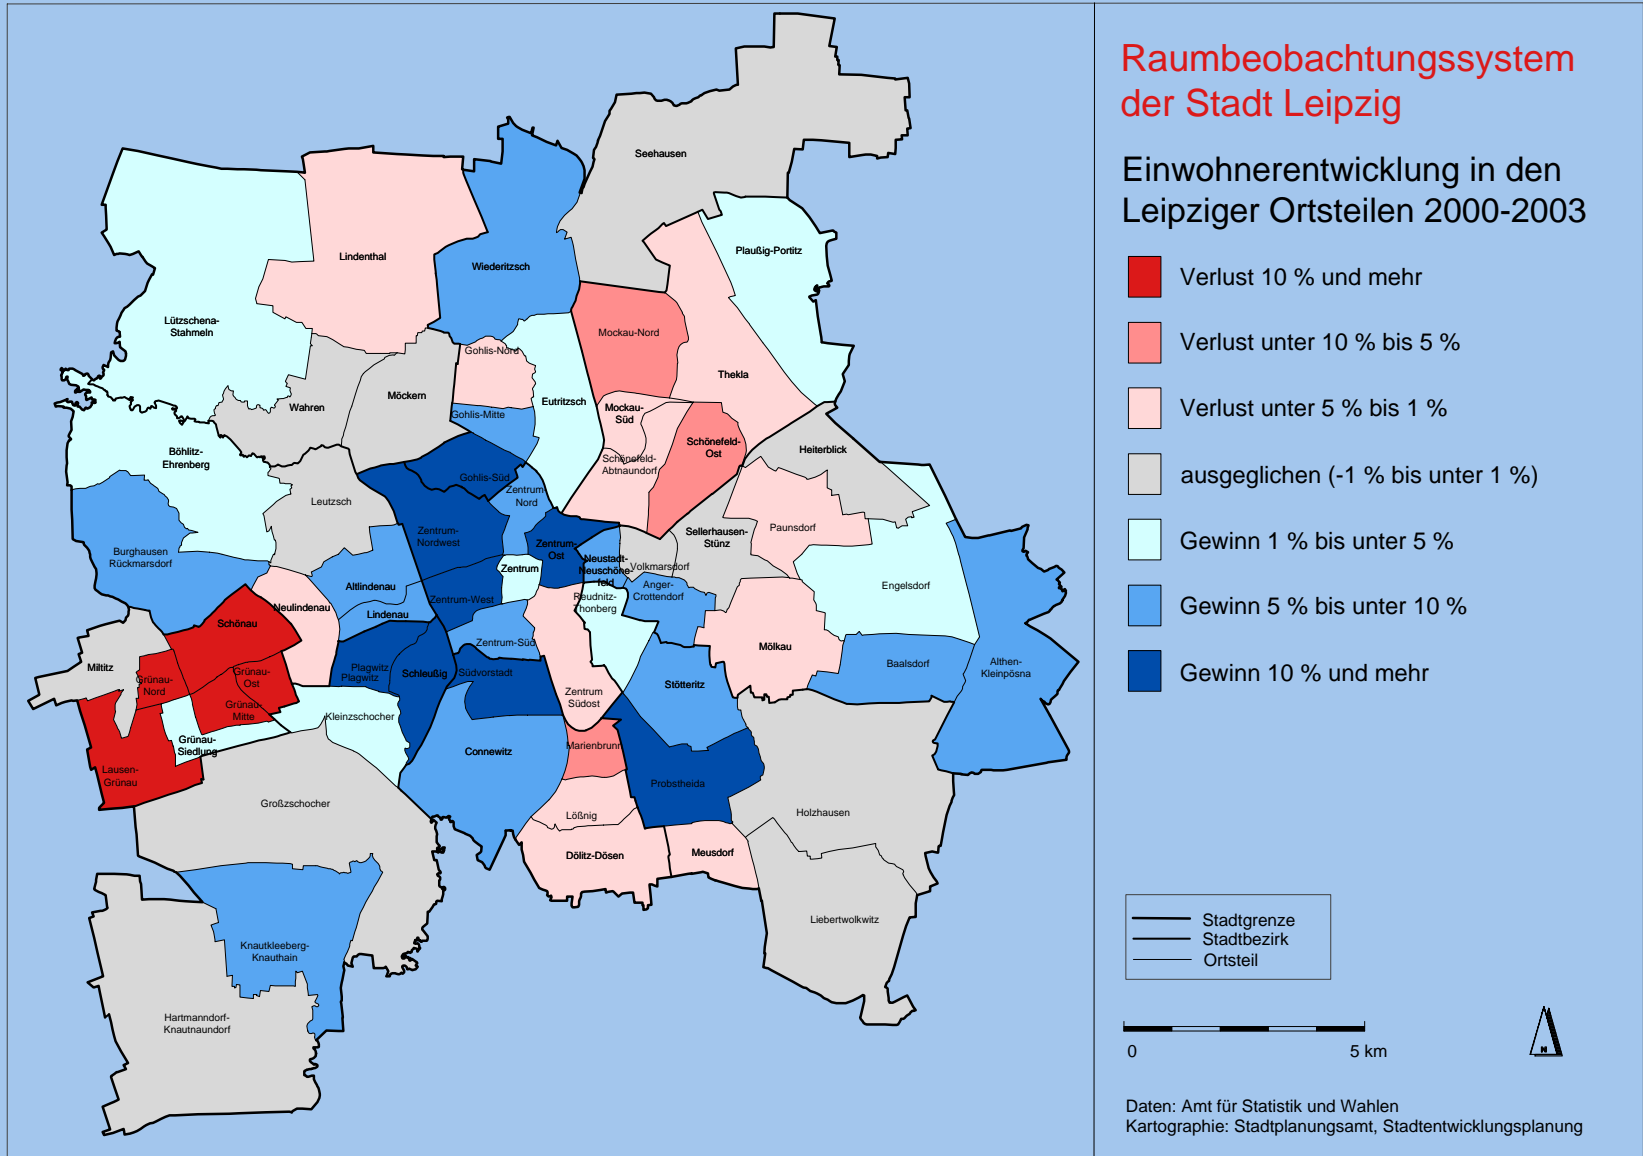 Raumbeobachtungssystem
der Stadt Leipzig
Einwohnerentwicklung in den
Leipziger Ortsteilen 2000-2003
Verlust 10 % und mehr
Verlust unter 10 % bis 5 %
Verlust unter 5 % bis 1 %
ausgeglichen (-1 % bis unter 1 %)
Gewinn 1 % bis unter 5 %
Gewinn 5 % bis unter 10 %
Gewinn 10 % und mehr
Stadtgrenze
Stadtbezirk
Ortsteil
0 5 km
N
Daten: Amt für Statistik und Wahlen
Kartographie: Stadtplanungsamt, Stadtentwicklungsplanung
Seehausen
Plaußig-Portitz
Lindenthal
Wiederitzsch
Lützschena-
Stahmeln
Mockau-Nord
Gohlis-Nord
Thekla
Möckern
Wahren
Eutritzsch
Gohlis-Mitte
Mockau-
Süd
Schönefeld-
Ost
Heiterblick
Böhlitz-
Ehrenberg
Schönefeld-
Abtnaundorf
Gohlis-Süd
Zentrum-
Nord
Leutzsch
Paunsdorf
Sellerhausen-
Stünz
Zentrum-
Nordwest
Zentrum-
Ost
Burghausen
Rückmarsdorf
Neustadt-
Neuschöne-
feld
Volkmarsdorf
Zentrum
Altlindenau
Engelsdorf
Anger-
Crottendorf
Zentrum-West
Reudnitz-
Thonberg
Neulindenau
Lindenau
Schönau
Zentrum-Süd
Mölkau
Baalsdorf
Althen-
Kleinpösna
Miltitz
Plagwitz
Plagwitz
Schleußig
Südvorstadt
Grünau-
Nord
Grünau-
Ost
Stötteritz
Zentrum
Südost
Grünau-
Mitte
Kleinzschocher
Grünau-
Siedlung
Connewitz
Marienbrunn
Lausen-
Grünau
Probstheida
Großzschocher
Lößnig
Holzhausen
Dölitz-Dösen
Meusdorf
Liebertwolkwitz
Knautkleeberg-
Knauthain
Hartmanndorf-
Knautnaundorf